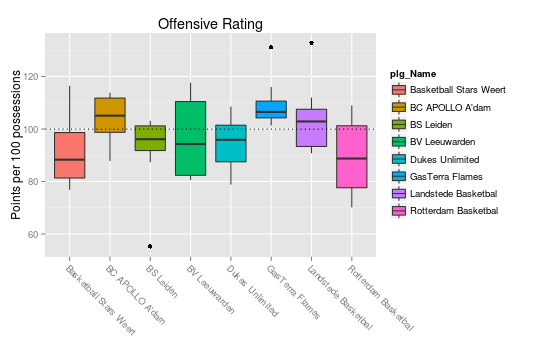 Offensive Rating
Points per 100 possessions
120
100
80
60
Basketball Stars Weert
BC APOLLO A'dam
BS Leiden
BV Leeuwarden
Dukes Unlimited
GasTerra Flames
Landstede Basketbal
Rotterdam Basketbal
plg_Name
Basketball Stars Weert
BC APOLLO A'dam
BS Leiden
BV Leeuwarden
Dukes Unlimited
GasTerra Flames
Landstede Basketbal
Rotterdam Basketbal